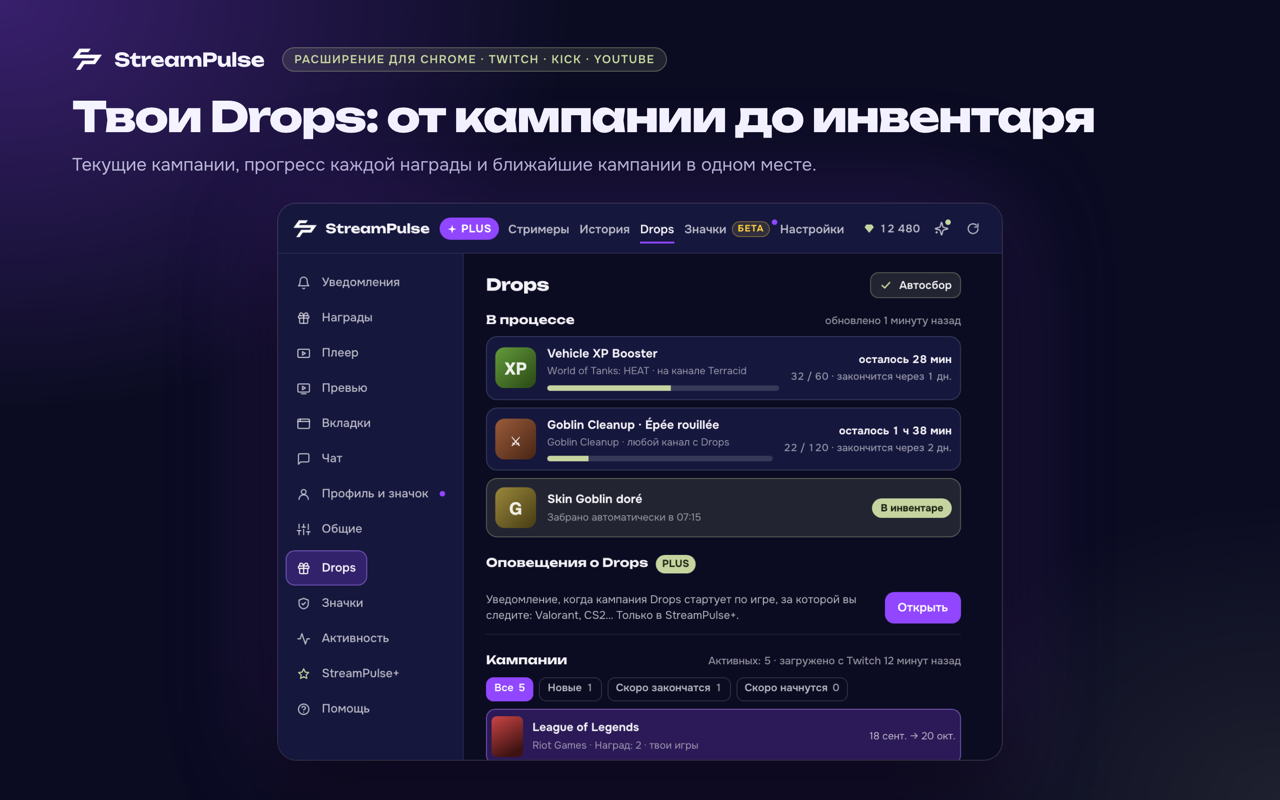 StreamPulse
РАСШИРЕНИЕ ДЛЯ CHROME · TWITCH · KICK · YOUTUBE
Твои Drops: от кампании до инвентаря
Текущие кампании, прогресс каждой награды и ближайшие кампании в одном месте.
StreamPulse
PLUS
Стримеры
История
Drops
Значки
БЕТА
Настройки
12 480
Уведомления
Награды
Плеер
Превью
Вкладки
Чат
Профиль и значок
Общие
Drops
Значки
Активность
StreamPulse+
Помощь
Drops
Автосбор
В процессе
обновлено 1 минуту назад
XP
Vehicle XP Booster
World of Tanks: HEAT · на канале Terracid
осталось 28 мин
32 / 60 · закончится через 1 дн.
Goblin Cleanup · Épée rouillée
Goblin Cleanup · любой канал с Drops
осталось 1 ч 38 мин
22 / 120 · закончится через 2 дн.
G
Skin Goblin doré
Забрано автоматически в 07:15
В инвентаре
Оповещения о Drops
PLUS
Уведомление, когда кампания Drops стартует по игре, за которой вы
следите: Valorant, CS2... Только в StreamPulse+.
Открыть
Кампании
Активных: 5 · загружено с Twitch 12 минут назад
Все 5
Новые 1
Скоро закончатся 1
Скоро начнутся 0
League of Legends
Riot Games · Наград: 2 · твои игры
18 сент. → 20 окт.